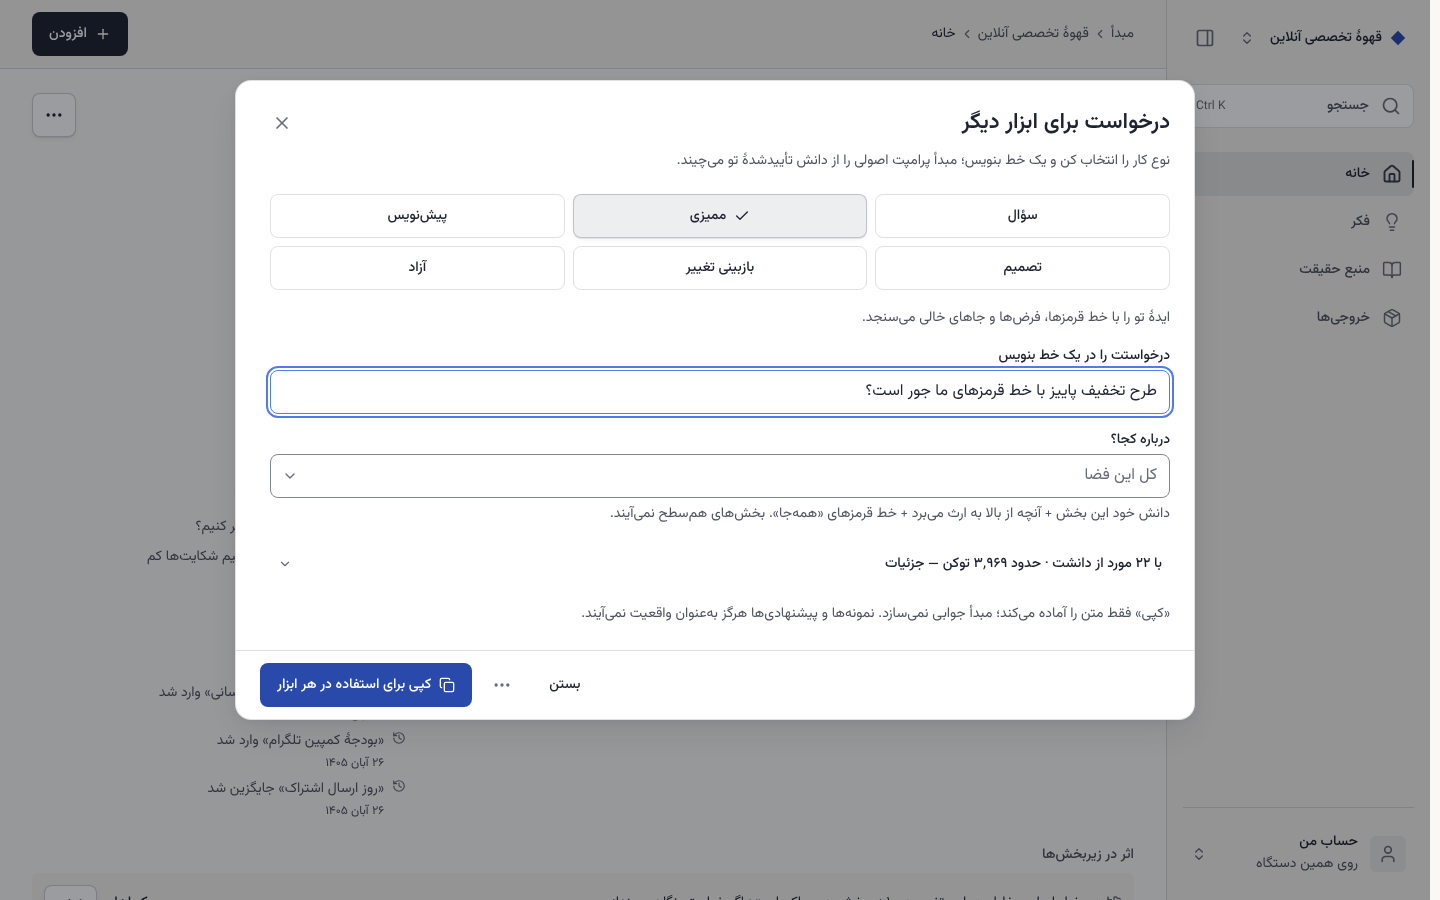 قهوهٔ تخصصی آنلاین
جستجو
Ctrl K
خانه
فکر
منبع حقیقت
خروجی‌ها
حساب من
روی همین دستگاه
مبدأ › قهوهٔ تخصصی آنلاین › خانه
افزودن
درخواست برای ابزار دیگر
نوع کار را انتخاب کن و یک خط بنویس؛ مبدأ پرامپت اصولی را از دانش تأییدشدهٔ تو می‌چیند.
سؤال
ممیزی
پیش‌نویس
تصمیم
بازبینی تغییر
آزاد
ایدهٔ تو را با خط قرمزها، فرض‌ها و جاهای خالی می‌سنجد.
درخواستت را در یک خط بنویس
طرح تخفیف پاییز با خط قرمزهای ما جور است؟
درباره کجا؟
کل این فضا
دانش خود این بخش + آنچه از بالا به ارث می‌برد + خط قرمزهای «همه‌جا». بخش‌های هم‌سطح نمی‌آیند.
با ۲۲ مورد از دانشت · حدود ۳,۹۶۹ توکن — جزئیات
«کپی» فقط متن را آماده می‌کند؛ مبدأ جوابی نمی‌سازد. نمونه‌ها و پیشنهادی‌ها هرگز به‌عنوان واقعیت نمی‌آیند.
بستن
کپی برای استفاده در هر ابزار
کنیم؟
شکایت‌ها کم
وارد شد
«بودجهٔ کمپین تلگرام» وارد شد
۲۶ آبان ۱۴۰۵
«روز ارسال اشتراک» جایگزین شد
۲۶ آبان ۱۴۰۵
اثر در زیربخش‌ها